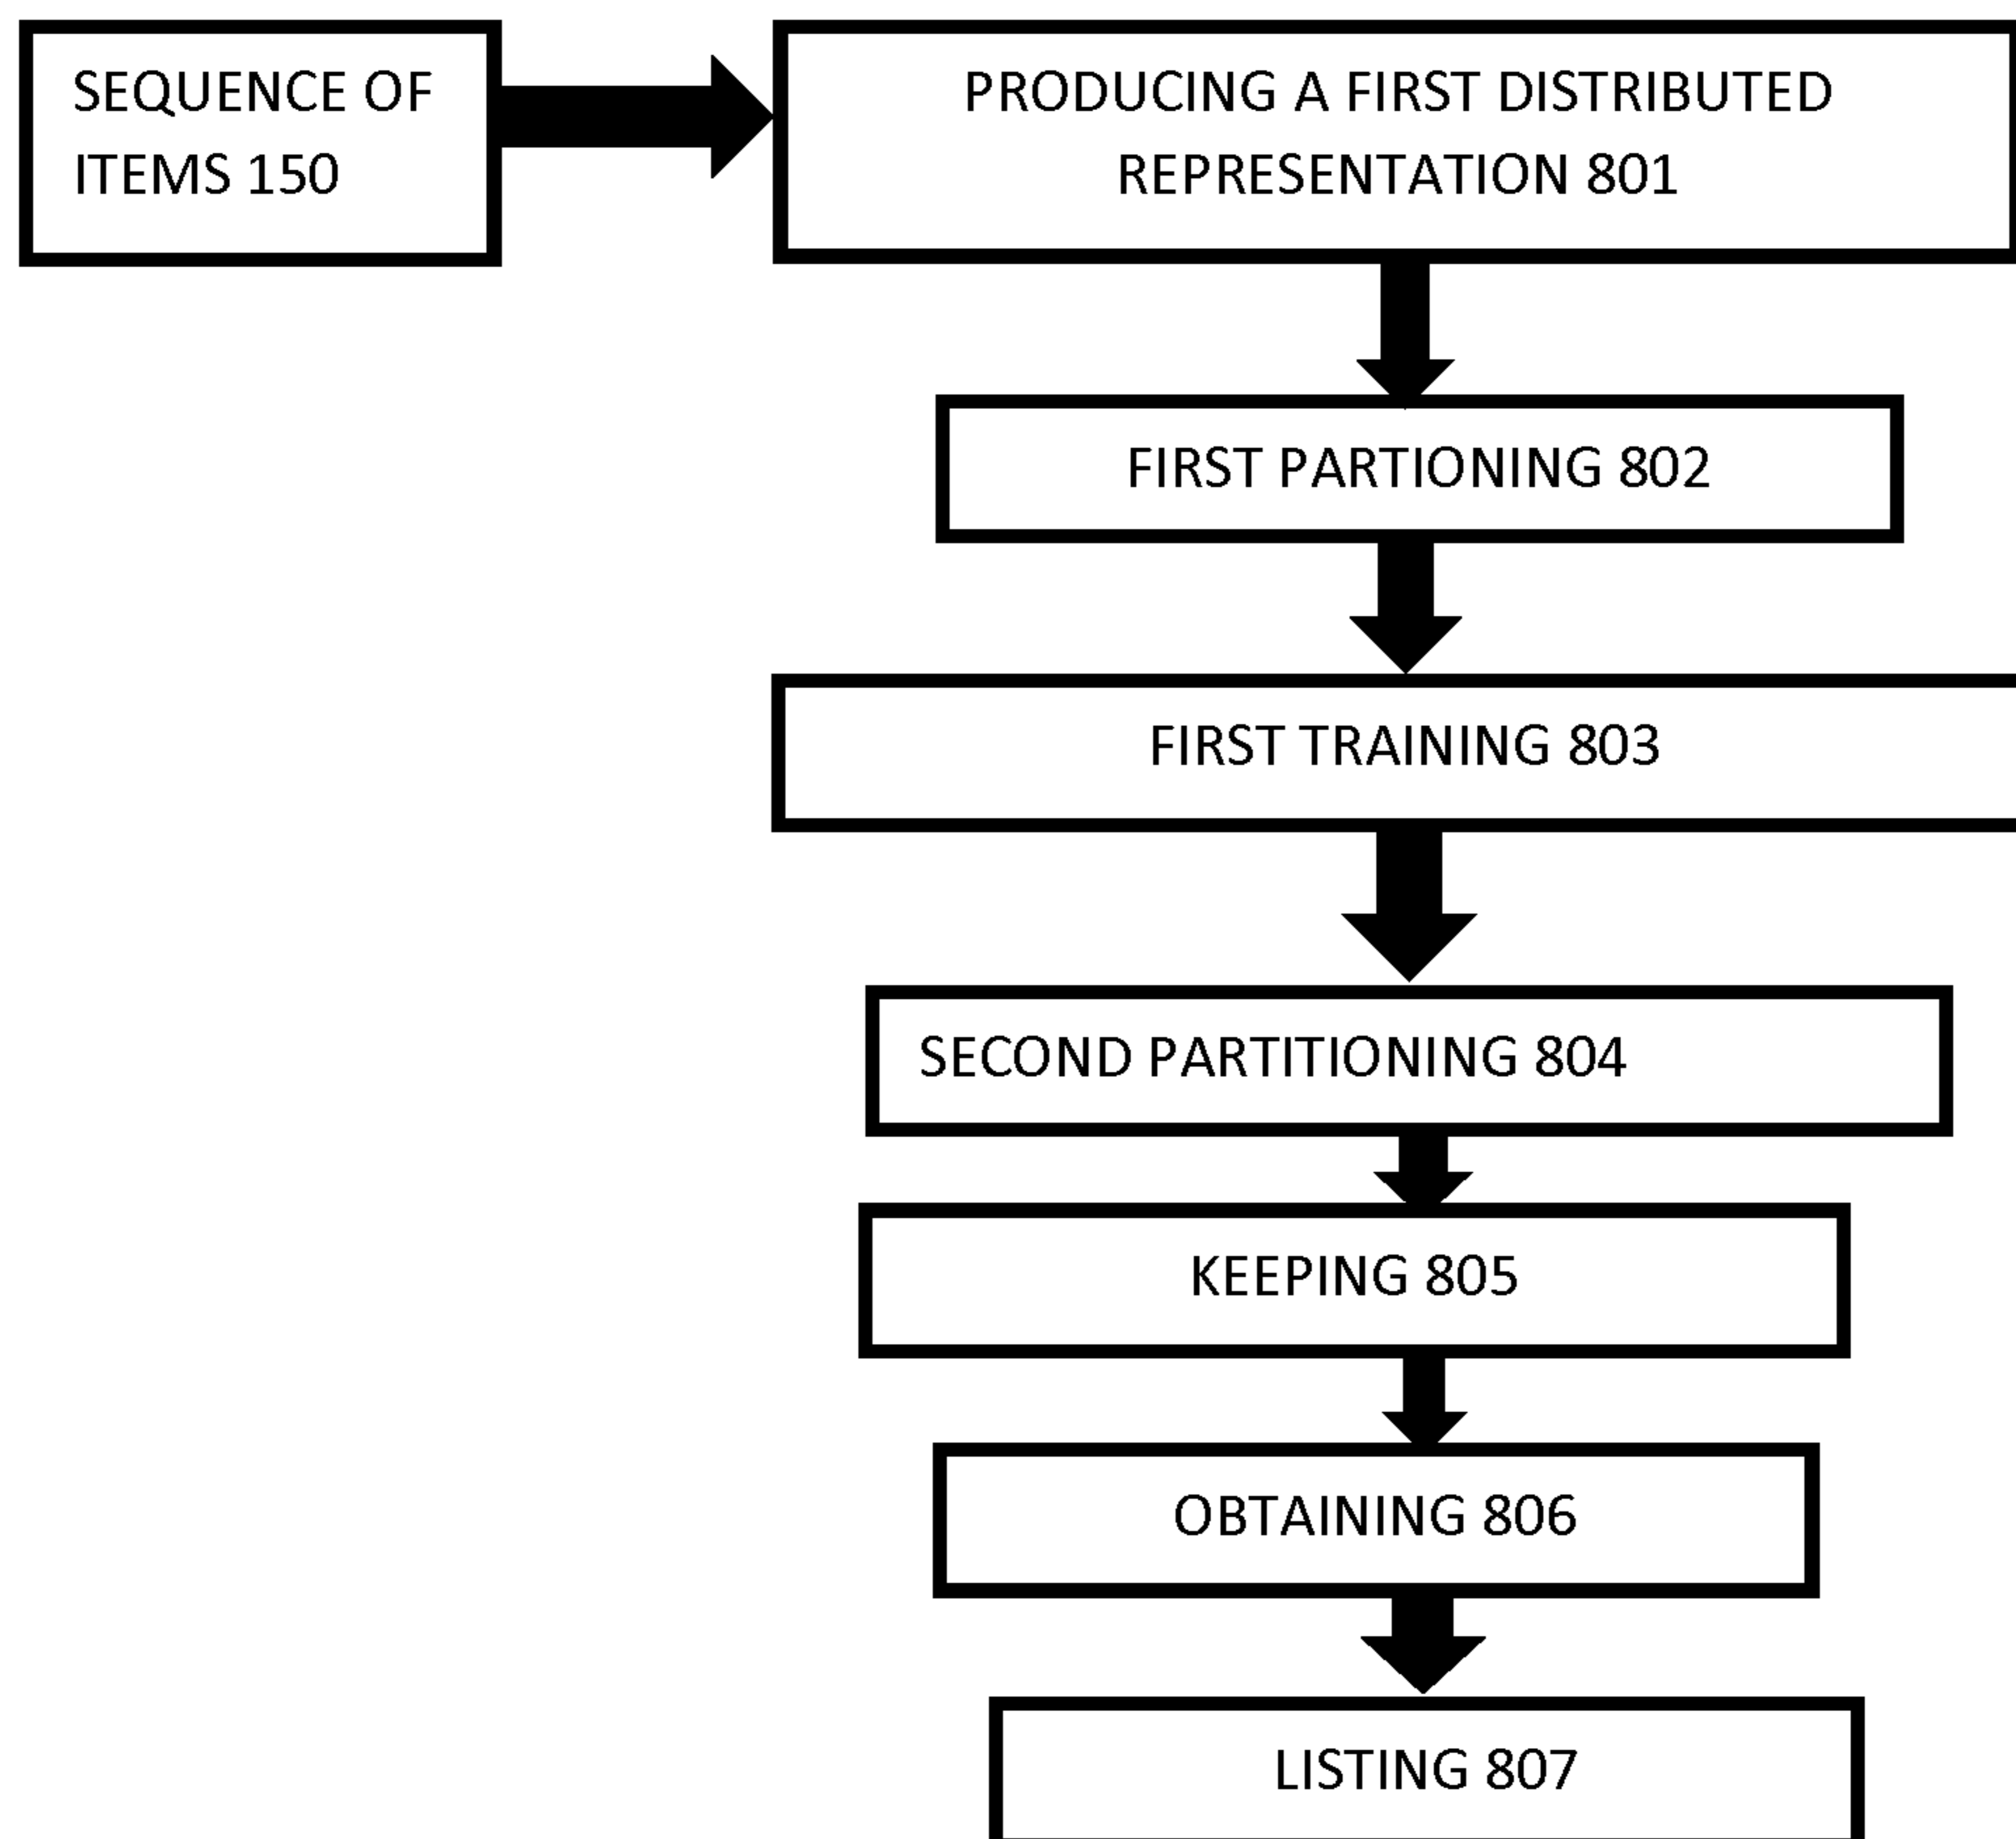 SEQUENCE OF
ITEMS 150
PRODUCING A FIRST DISTRIBUTED
REPRESENTATION 801
FIRST PARTIONING 802
FIRST TRAINING 803
SECOND PARTITIONING 804
KEEPING 805
OBTAINING 806
LISTING 807